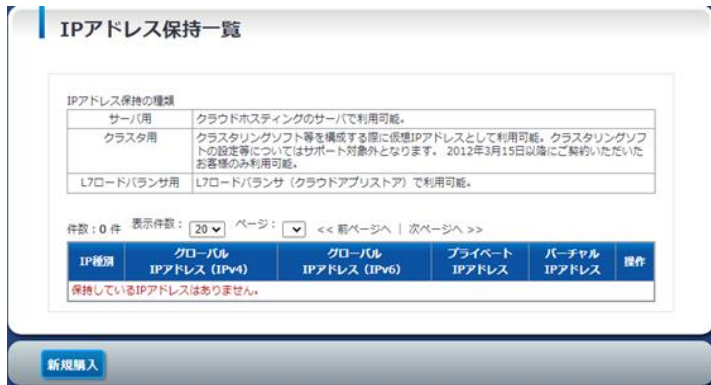 IPアドレス保持一覧
IPアドレス保持の種類
サーバ用 クラウドホスティングのサーバで利用可能。
クラスタ用 クラスタリングソフト等を構成する際に仮想IPアドレスとして利用可能。クラスタリングソフ
トの設定等についてはサポート対象外となります。 2012年3月15日以降にご契約いただいた
お客様のみ利用可能。
L7ロードバランサ用 L7ロードバランサ（クラウドアプリストア）で利用可能。
件数：0 件 表示件数： 20 ページ： << 前ページへ | 次ページへ >>
IP種別 グローバル グローバル プライベート バーチャル 操作
IPアドレス（IPv4） IPアドレス（IPv6） IPアドレス IPアドレス
保持しているIPアドレスはありません。
新規購入